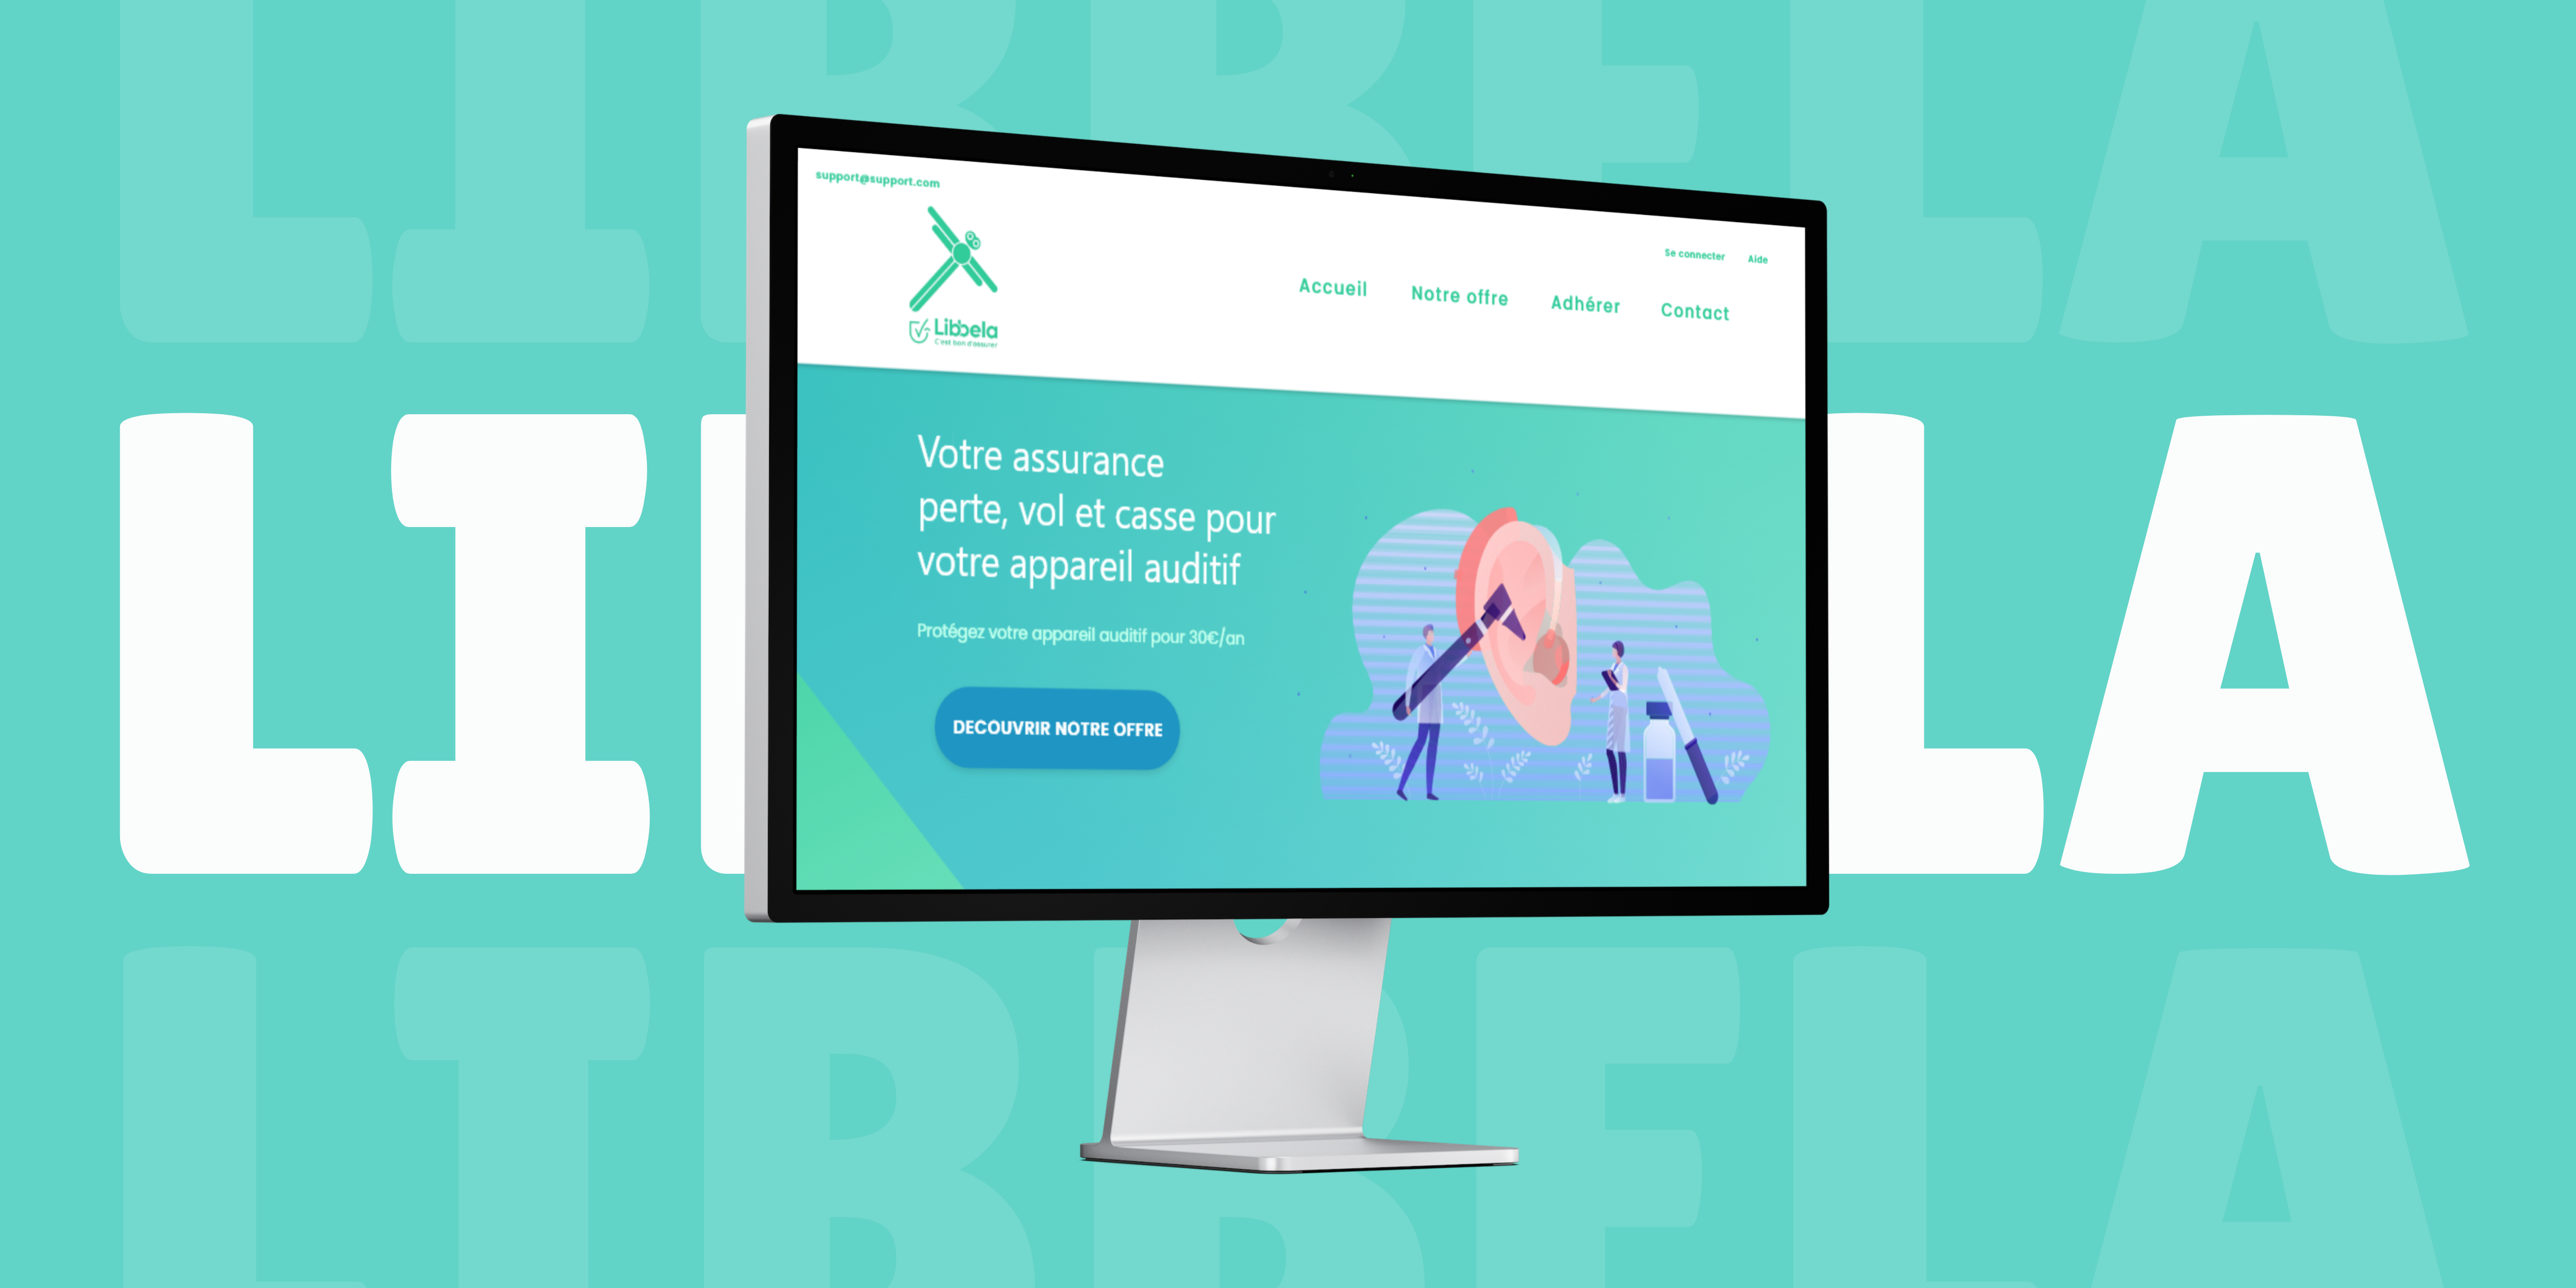 LIBBELA
support@support.com
Se connecter Aide
Accueil Notre offre Adhérer Contact
Libbela
C'est bon d'assurer
LI LA
Votre assurance
perte, vol et casse pour
votre appareil auditif
Protégez votre appareil auditif pour 30€/an
DECOUVRIR NOTRE OFFRE
LIBBELA